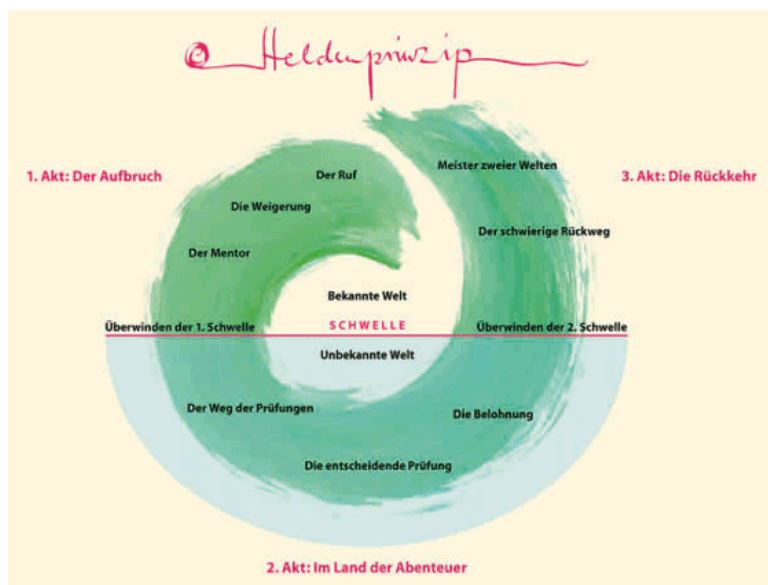 Heldenprinzip
1. Akt: Der Aufbruch
Der Ruf
Die Weigerung
Der Mentor
Überwinden der 1. Schwelle
Bekannte Welt
SCHWELLE
Unbekannte Welt
Der Weg der Prüfungen
Die entscheidende Prüfung
Die Belohnung
Überwinden der 2. Schwelle
Der schwierige Rückweg
Meister zweier Welten
3. Akt: Die Rückkehr
2. Akt: Im Land der Abenteuer